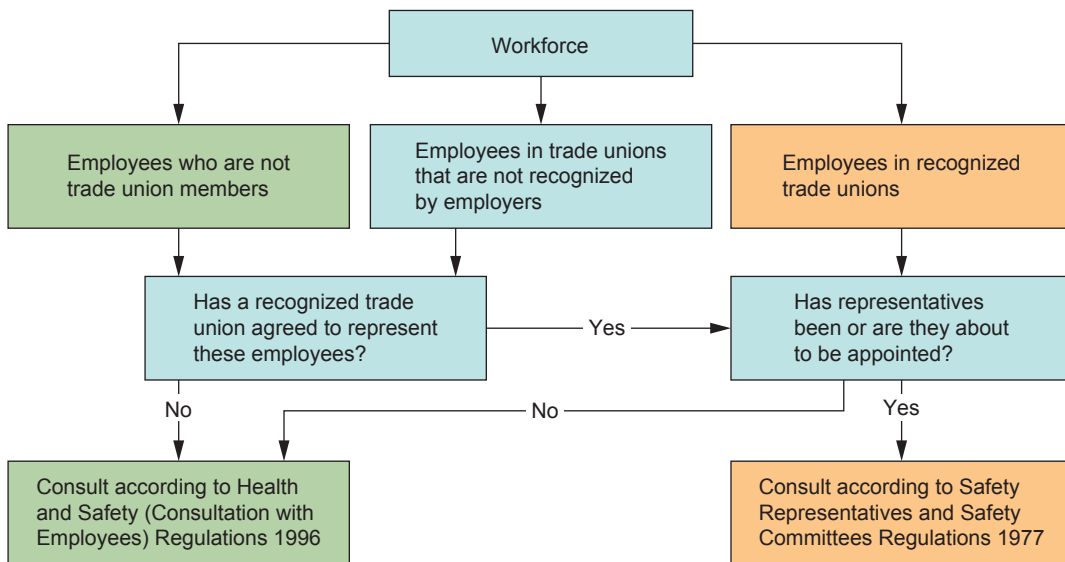 Workforce
Employees who are not
trade union members
Employees in trade unions
that are not recognized
by employers
Employees in recognized
trade unions
Has a recognized trade
union agreed to represent
these employees?
Yes
Has representatives
been or are they about
to be appointed?
No
No
Yes
Consult according to Health
and Safety (Consultation with
Employees) Regulations 1996
Consult according to Safety
Representatives and Safety
Committees Regulations 1977